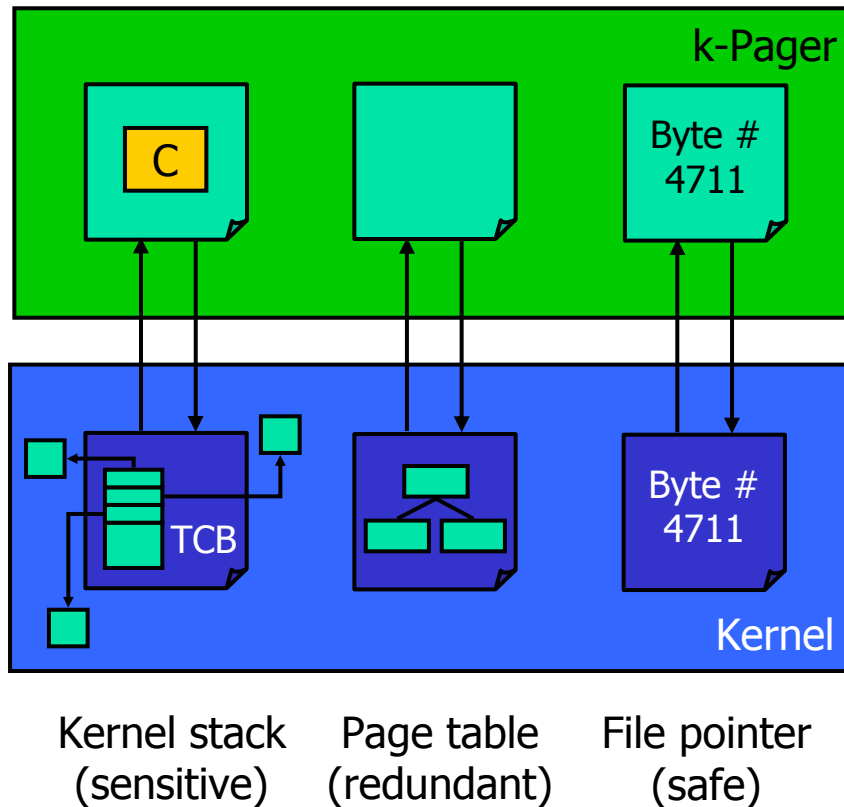 k-Pager
C
Byte #
4711
TCB
Byte #
4711
Kernel
Kernel stack
(sensitive)
Page table
(redundant)
File pointer
(safe)